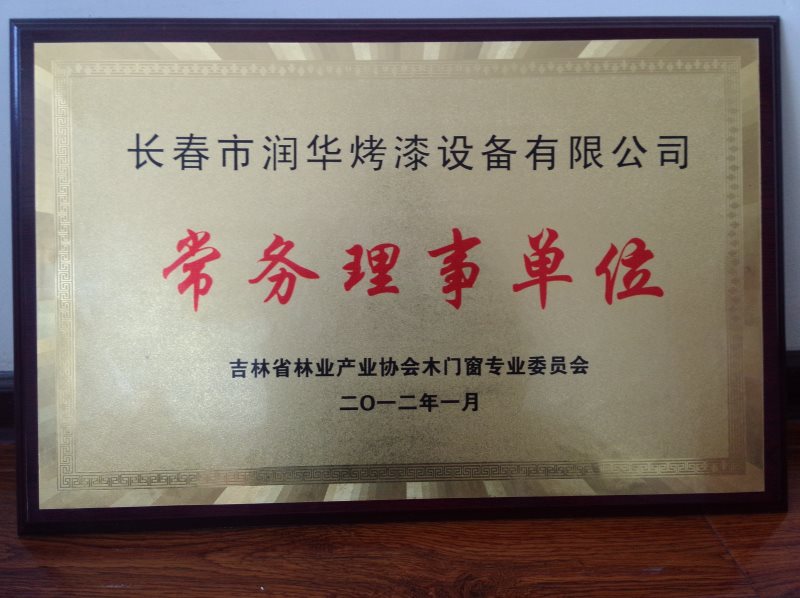 长春市润华烤漆设备有限公司
常务理事单位
吉林省林业产业协会木门窗专业委员会
二〇一二年一月